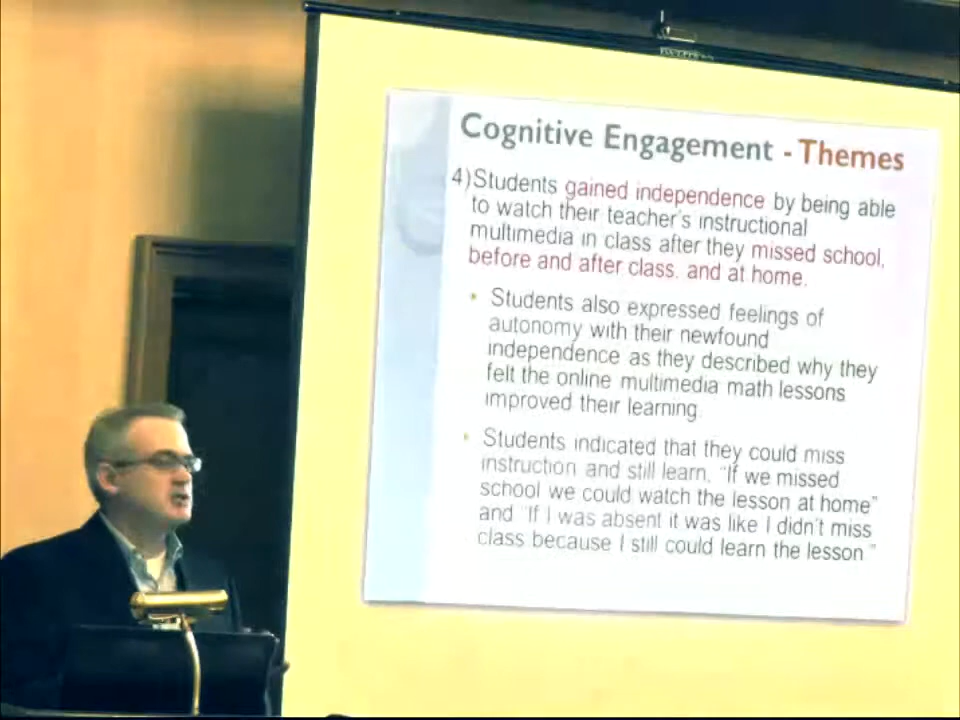 Cognitive Engagement - Themes
4)Students gained independence by being able
to watch their teacher's instructional
multimedia in class after they missed school,
before and after class, and at home.
• Students also expressed feelings of
autonomy with their newfound
independence as they described why they
felt the online multimedia math lessons
improved their learning.
• Students indicated that they could miss
instruction and still learn. "If we missed
school we could watch the lesson at home"
and "If I was absent it was like I didn't miss
class because I still could learn the lesson."